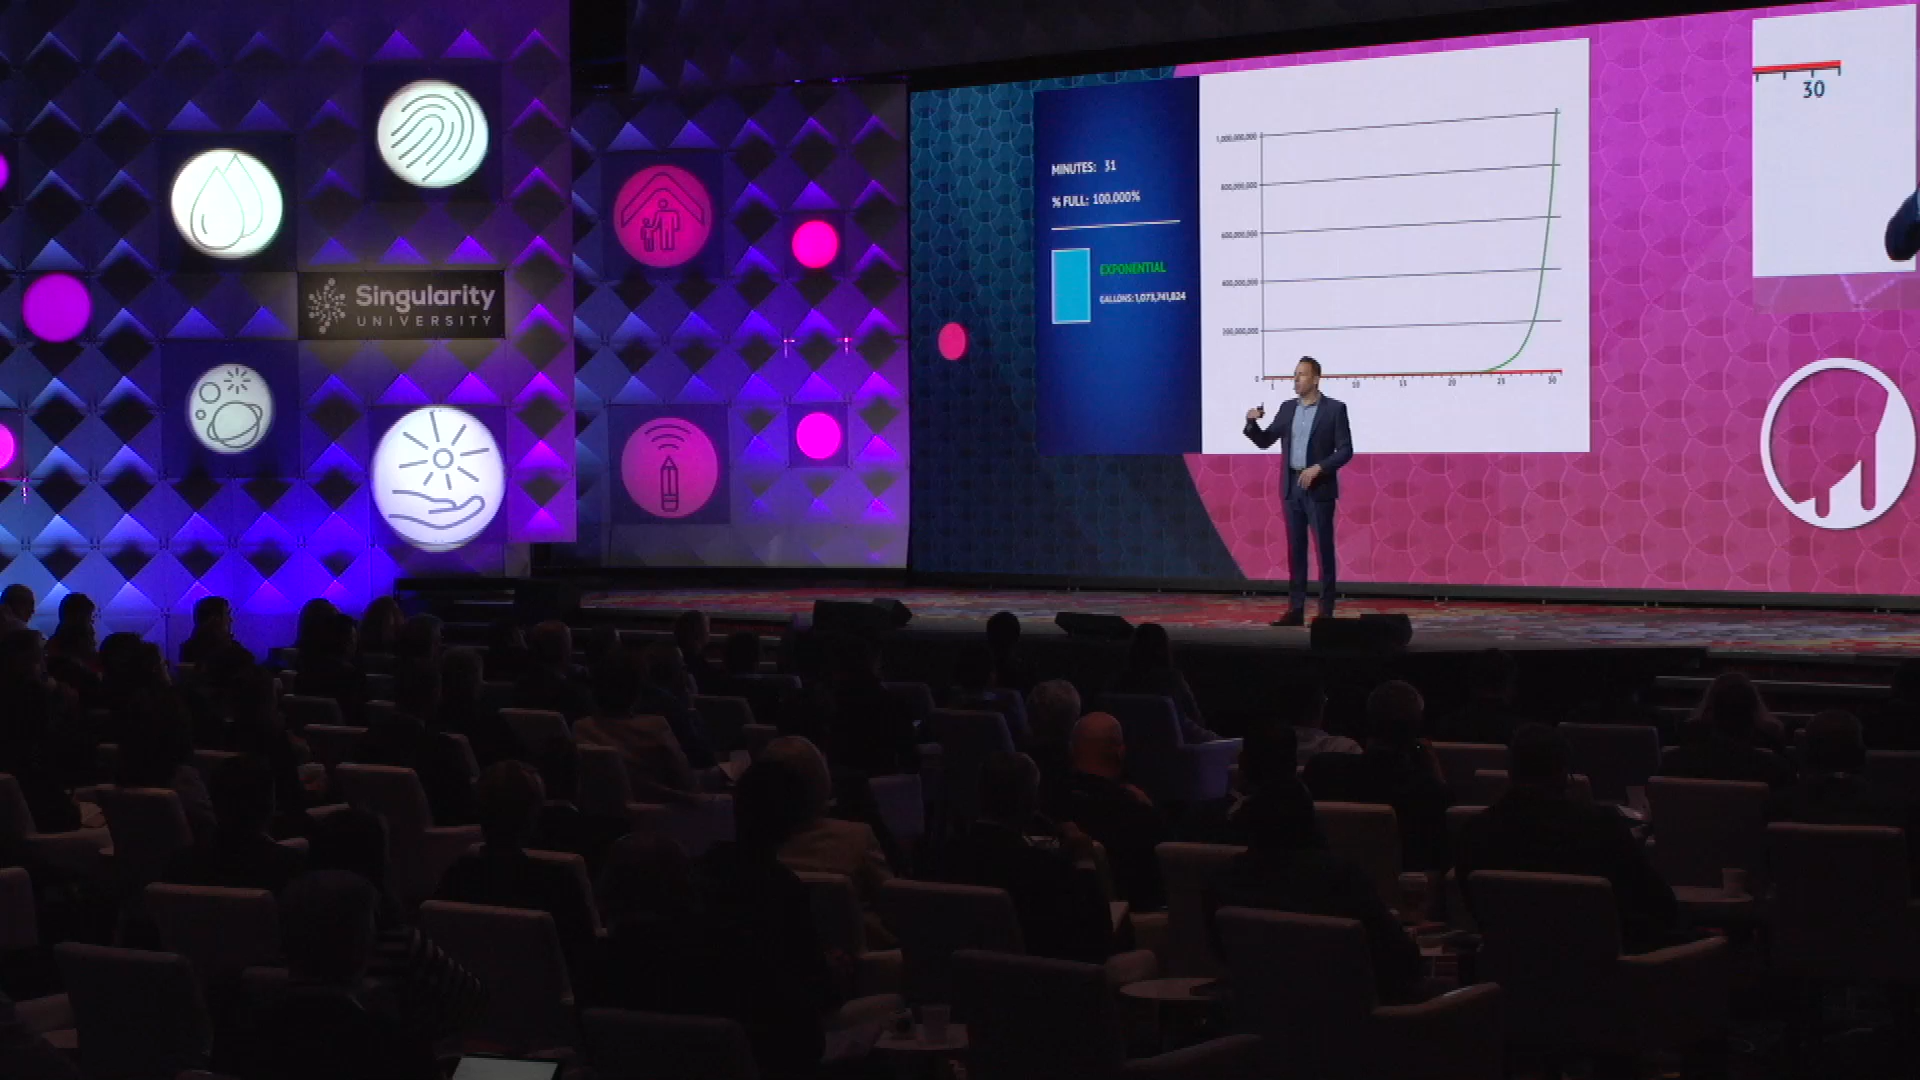 Singularity
UNIVERSITY
MINUTES: 31
% FULL: 100.000%
EXPONENTIAL
GALLONS: 1,073,741,824
1,000,000,000
800,000,000
600,000,000
400,000,000
200,000,000
0
1
10
15
20
25
30
30